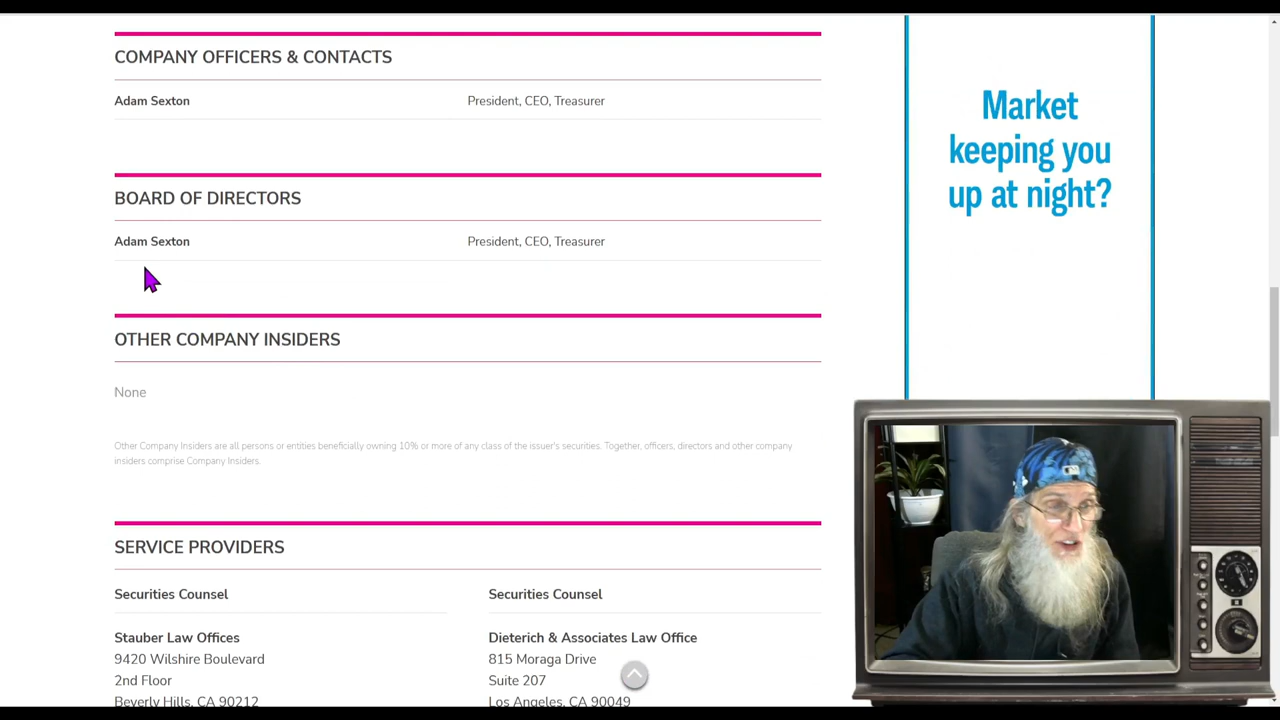 COMPANY OFFICERS & CONTACTS
Adam Sexton President, CEO, Treasurer
BOARD OF DIRECTORS
Adam Sexton President, CEO, Treasurer
OTHER COMPANY INSIDERS
None
Other Company Insiders are all persons or entities beneficially owning 10% or more of any class of the issuer's securities. Together, officers, directors and other company
insiders comprise Company Insiders.
SERVICE PROVIDERS
Securities Counsel Securities Counsel
Stauber Law Offices Dieterich & Associates Law Office
9420 Wilshire Boulevard 815 Moraga Drive
2nd Floor Suite 207
Beverly Hills, CA 90212 Los Angeles, CA 90049
Market
keeping you
up at night?